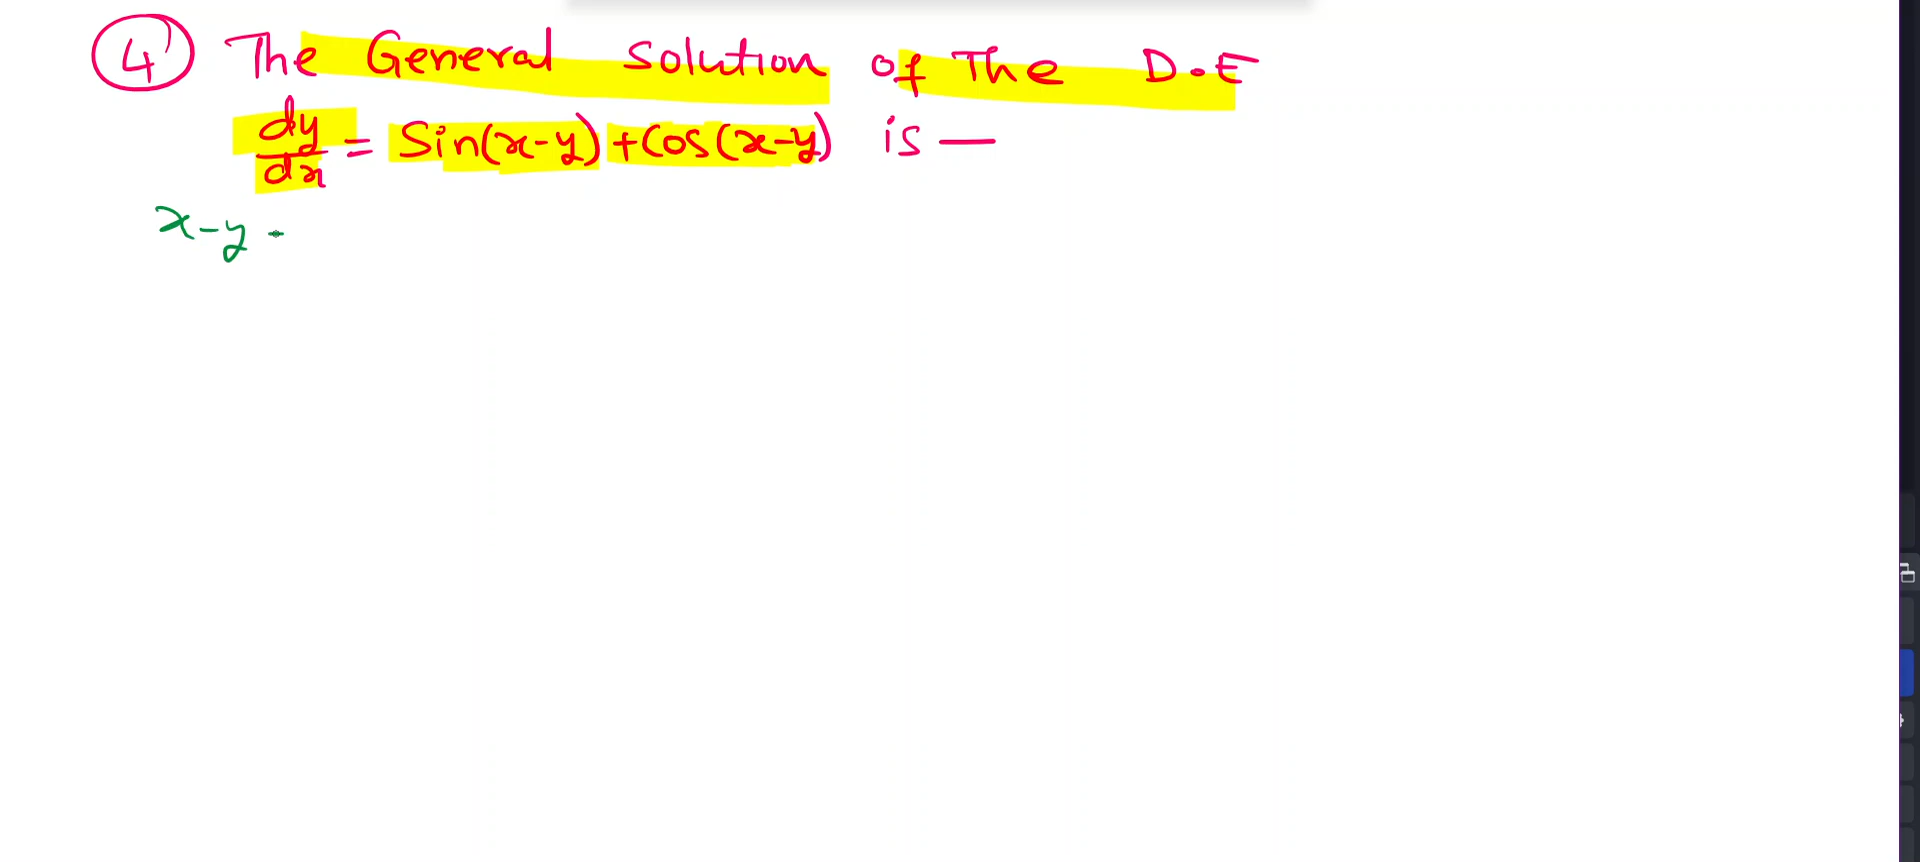 4 The General Solution of The D.E
dy/dx = Sin(x-y) + Cos(x-y) is —
x-y -